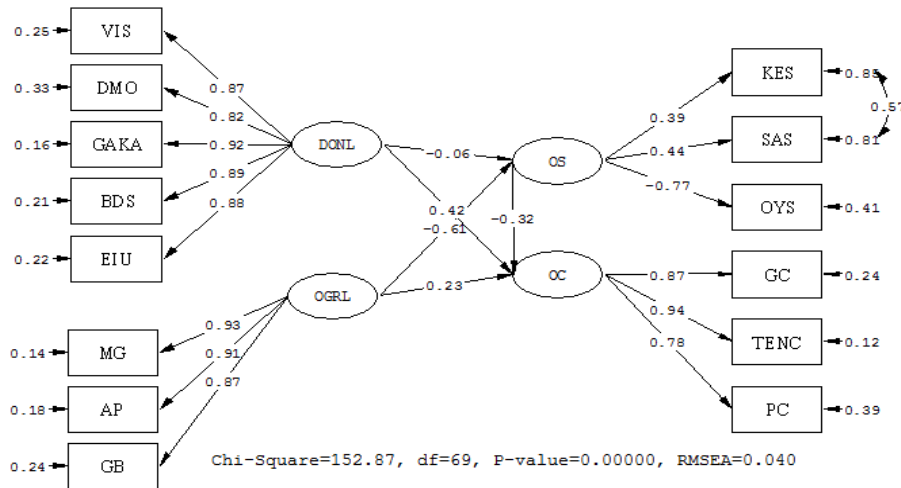 0.25 VIS
0.87
0.33 DMO
0.82
0.16 GAKA
0.92
0.21 BDS
0.89
0.22 EIU
0.88
DONL
-0.06
0.42
-0.61
-0.32
OS
0.39
KES 0.85
0.57
0.44
SAS 0.81
-0.77
OYS 0.41
OGRL
0.23
OC
0.87
GC 0.24
0.94
TENC 0.12
0.78
PC 0.39
0.93
0.14 MG
0.91
0.18 AP
0.87
0.24 GB
Chi-Square=152.87, df=69, P-value=0.00000, RMSEA=0.040